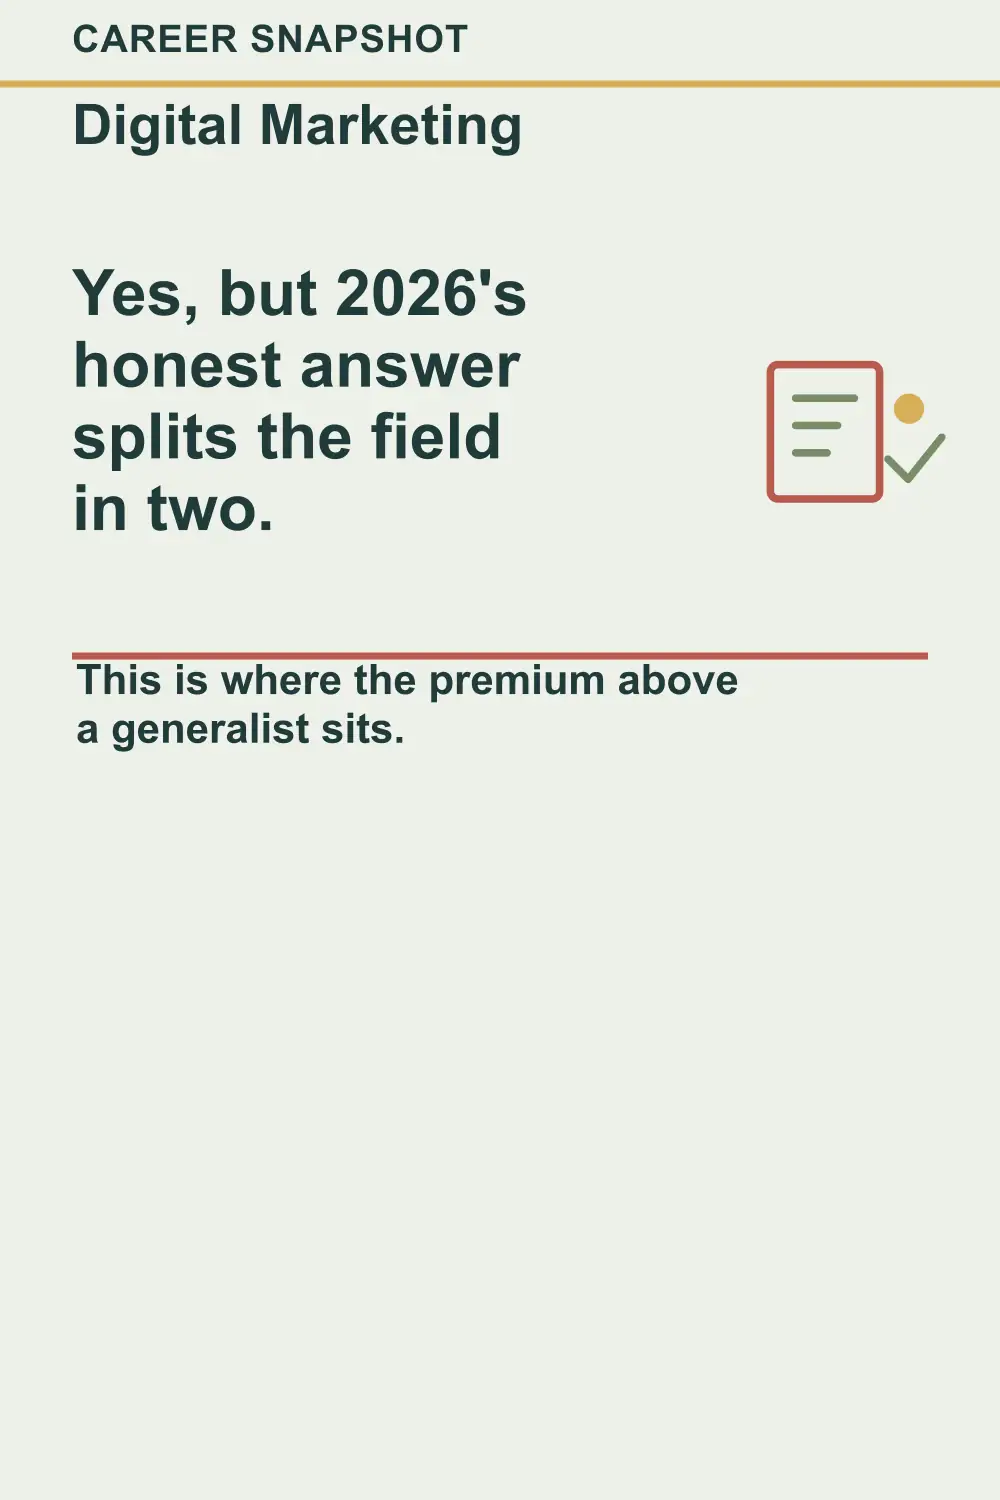 CAREER SNAPSHOT
Digital Marketing
Yes, but 2026's
honest answer
splits the field
in two.
This is where the premium above
a generalist sits.